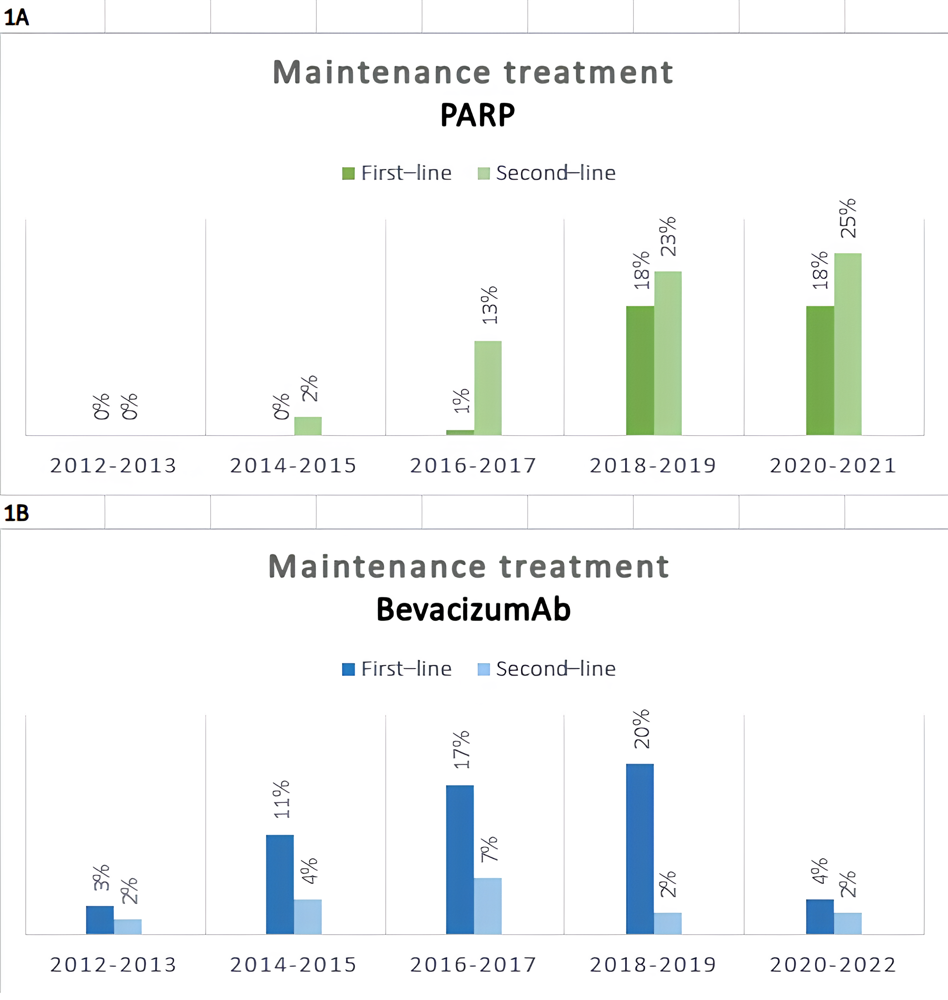 1A
Maintenance treatment
PARP
First-line Second-line
0% 0% 0% 2% 1% 13% 18% 23% 18% 25%
2012-2013 2014-2015 2016-2017 2018-2019 2020-2021
1B
Maintenance treatment
BevacizumAb
First-line Second-line
3% 2% 11% 4% 17% 7% 20% 2% 4% 2%
2012-2013 2014-2015 2016-2017 2018-2019 2020-2022